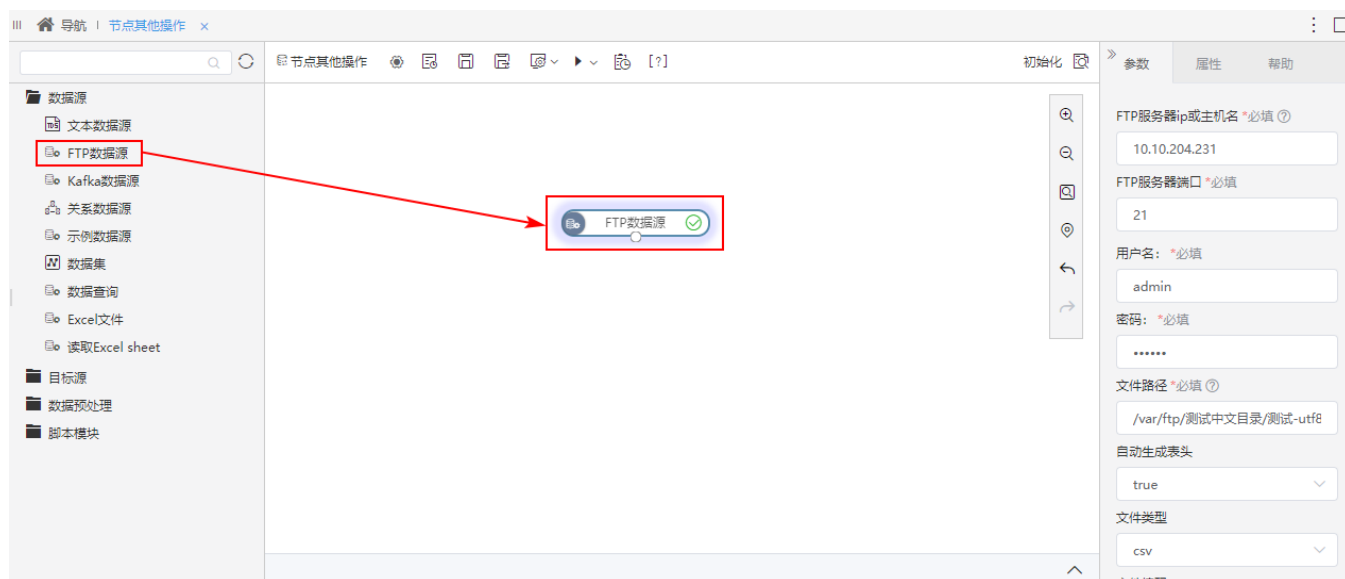 导航 节点其他操作 ×
节点其他操作 [?] 初始化
参数 属性 帮助
数据源
文本数据源
FTP数据源
Kafka数据源
关系数据源
示例数据源
数据集
数据查询
Excel文件
读取Excel sheet
目标源
数据预处理
脚本模块
FTP数据源
FTP服务器ip或主机名 *必填 ?
10.10.204.231
FTP服务器端口 *必填
21
用户名: *必填
admin
密码: *必填
••••••
文件路径 *必填 ?
/var/ftp/测试中文目录/测试-utf8
自动生成表头
true
文件类型
csv